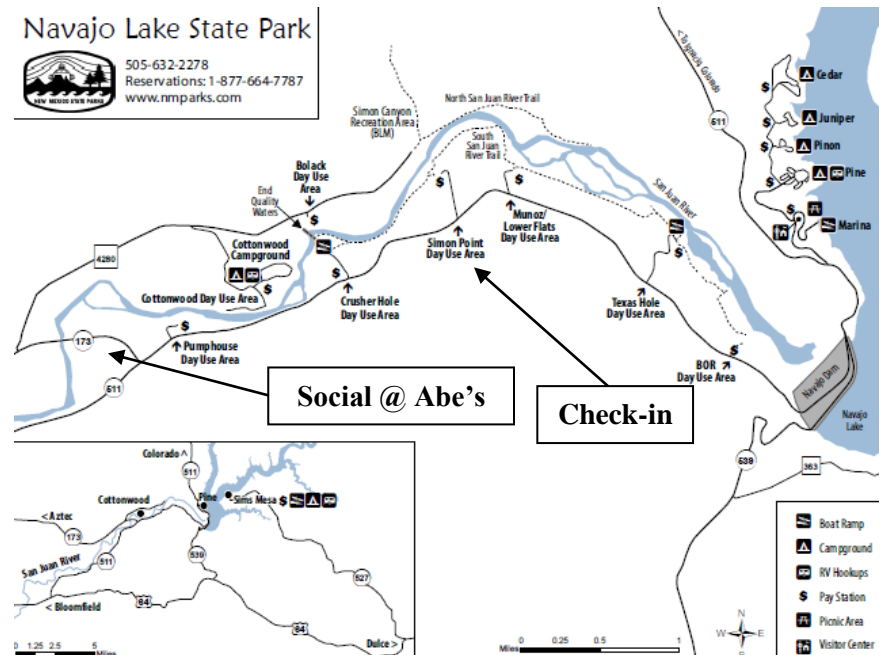 Navajo Lake State Park
NEW MEXICO STATE PARKS
505-632-2278
Reservations: 1-877-664-7787
www.nmparks.com
<To Ignacio Colorado
511
$
Cedar
$
Juniper
$
Pinon
$
Pine
$
Marina
North San Juan River Trail
Simon Canyon
Recreation Area
(BLM)
South
San Juan
River Trail
San Juan River
Bolack
Day Use
Area
$
End
Quality
Waters
Cottonwood
Campground
$
4280
Cottonwood Day Use Area
$
Crusher Hole
Day Use Area
$
Simon Point
Day Use Area
$
Munoz/
Lower Flats
Day Use Area
$
Texas Hole
Day Use Area
$
BOR
Day Use Area
$
Pumphouse
Day Use Area
173
511
Social @ Abe's
Check-in
Navajo Dam
Navajo
Lake
539
363
Colorado ^
511
Cottonwood
Pine
Sims Mesa $
< Aztec
173
San Juan River
511
539
527
< Bloomfield
64
64
Dulce >
0 1.25 2.5 5
Miles
0 0.25 0.5 1
Miles
N
W E
S
Boat Ramp
Campground
RV Hookups
$ Pay Station
Picnic Area
Visitor Center